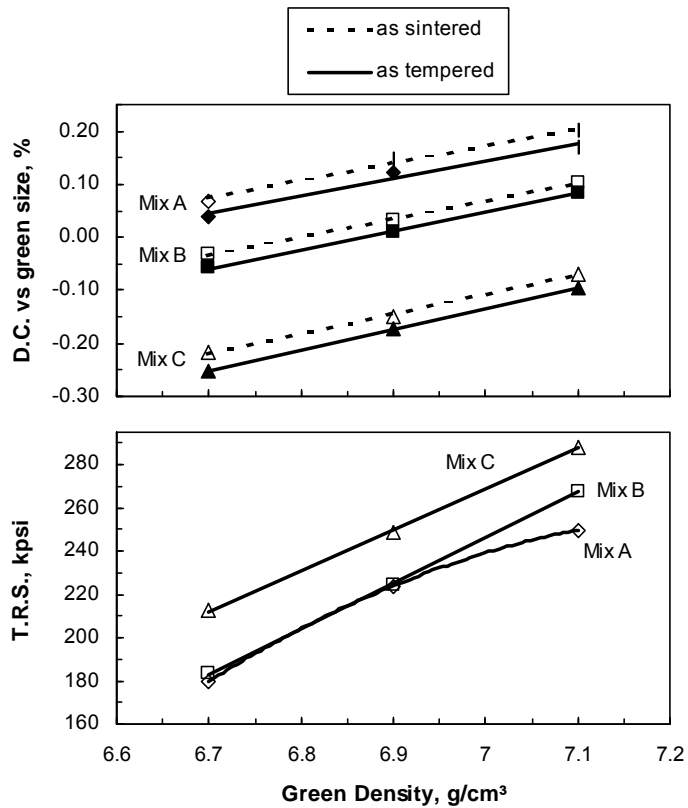 as sintered
as tempered
D.C. vs green size, %
0.20
0.10
0.00
-0.10
-0.20
-0.30
Mix A
Mix B
Mix C
T.R.S., kpsi
280
260
240
220
200
180
160
Mix C
Mix B
Mix A
6.6 6.7 6.8 6.9 7 7.1 7.2
Green Density, g/cm³